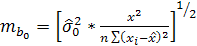 m_{b_0} = [σ̂_0^2 * x^2 / (n ∑(x_i − x̂)^2)]^{1/2}